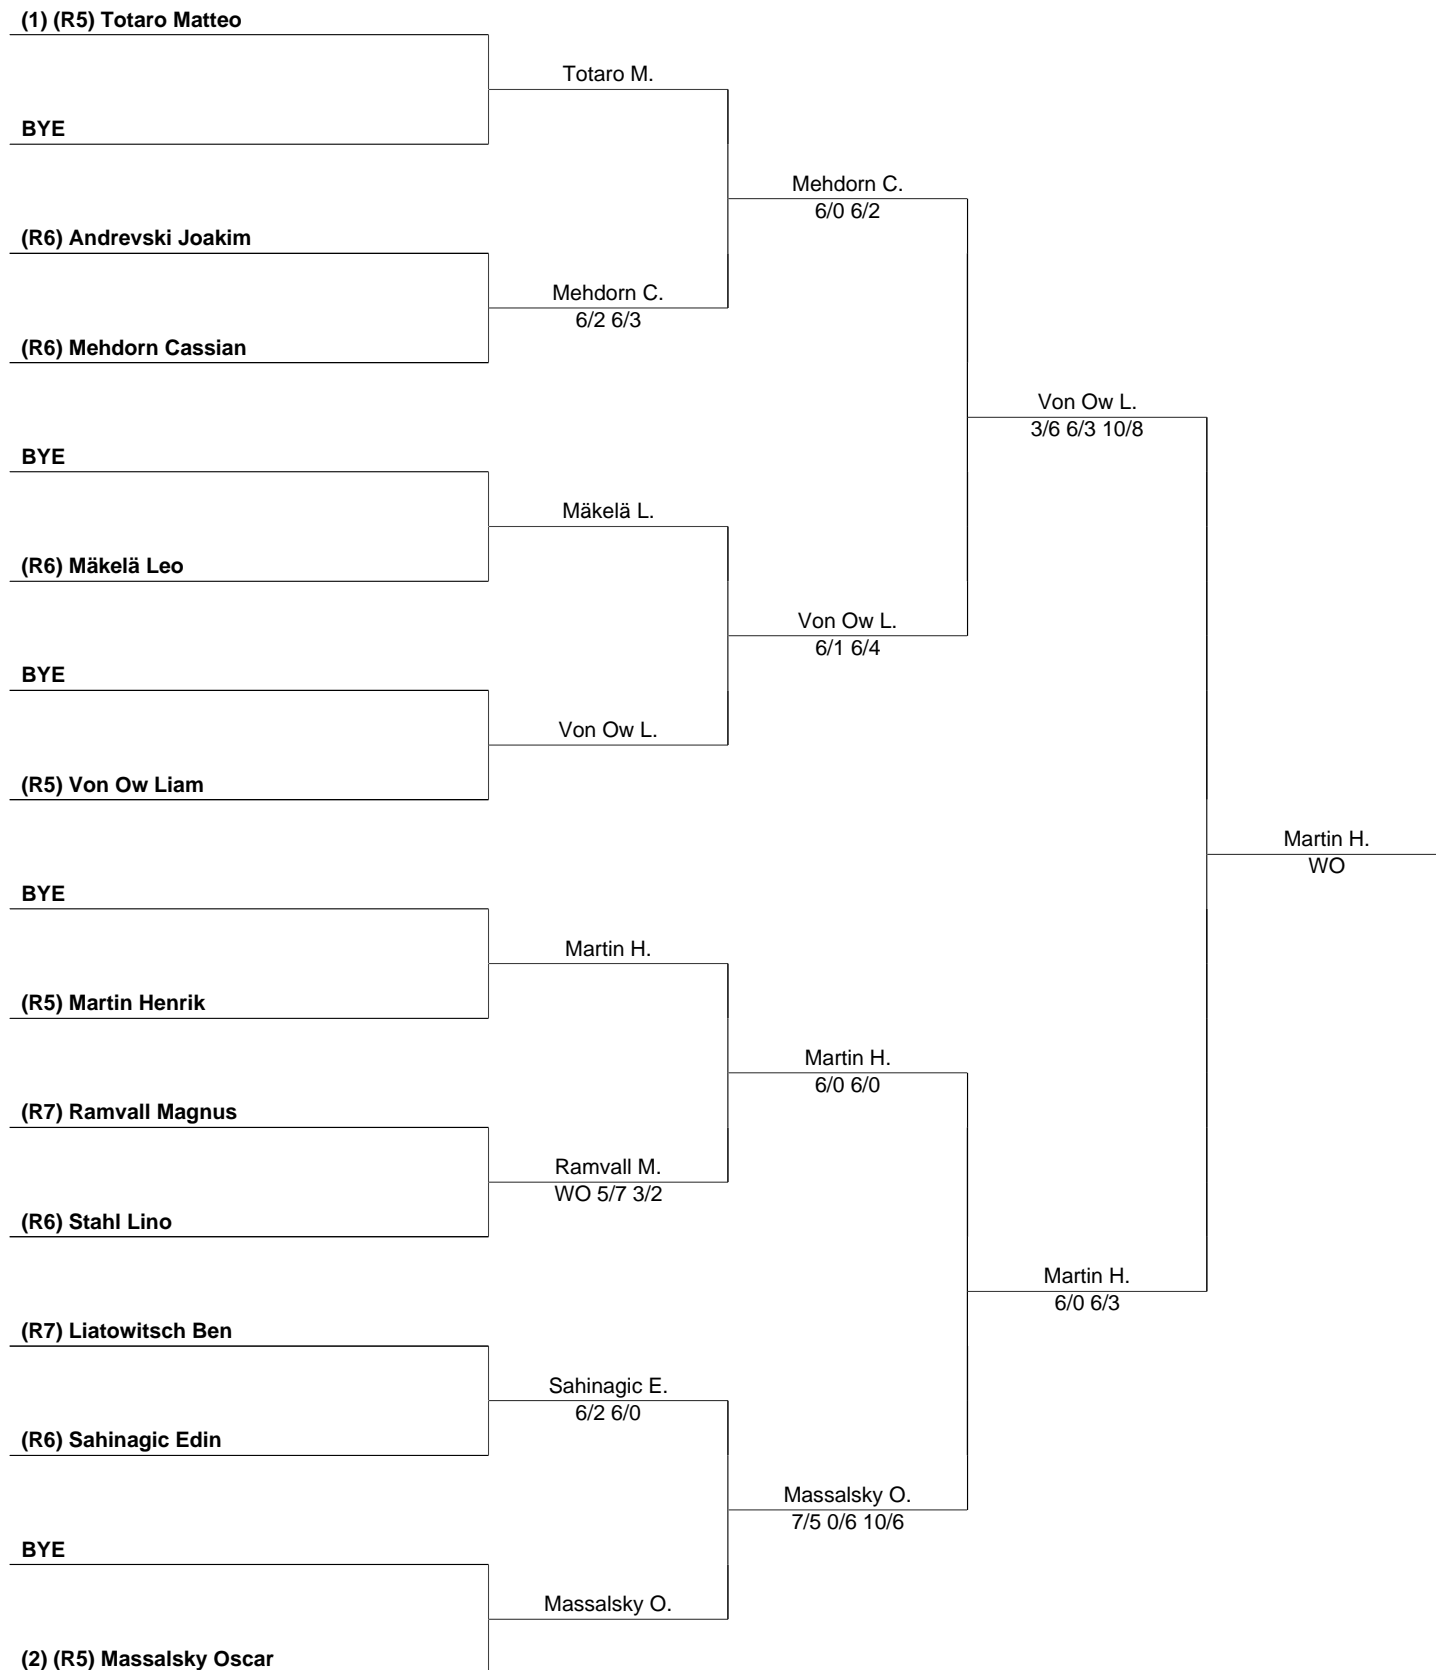 (1) (R5) Totaro Matteo
Totaro M.
BYE
Mehdorn C.
6/0 6/2
(R6) Andrevski Joakim
Mehdorn C.
6/2 6/3
(R6) Mehdorn Cassian
Von Ow L.
3/6 6/3 10/8
BYE
Mäkelä L.
(R6) Mäkelä Leo
Von Ow L.
6/1 6/4
BYE
Von Ow L.
(R5) Von Ow Liam
Martin H.
WO
BYE
Martin H.
(R5) Martin Henrik
Martin H.
6/0 6/0
(R7) Ramvall Magnus
Ramvall M.
WO 5/7 3/2
(R6) Stahl Lino
Martin H.
6/0 6/3
(R7) Liatowitsch Ben
Sahinagic E.
6/2 6/0
(R6) Sahinagic Edin
Massalsky O.
7/5 0/6 10/6
BYE
Massalsky O.
(2) (R5) Massalsky Oscar